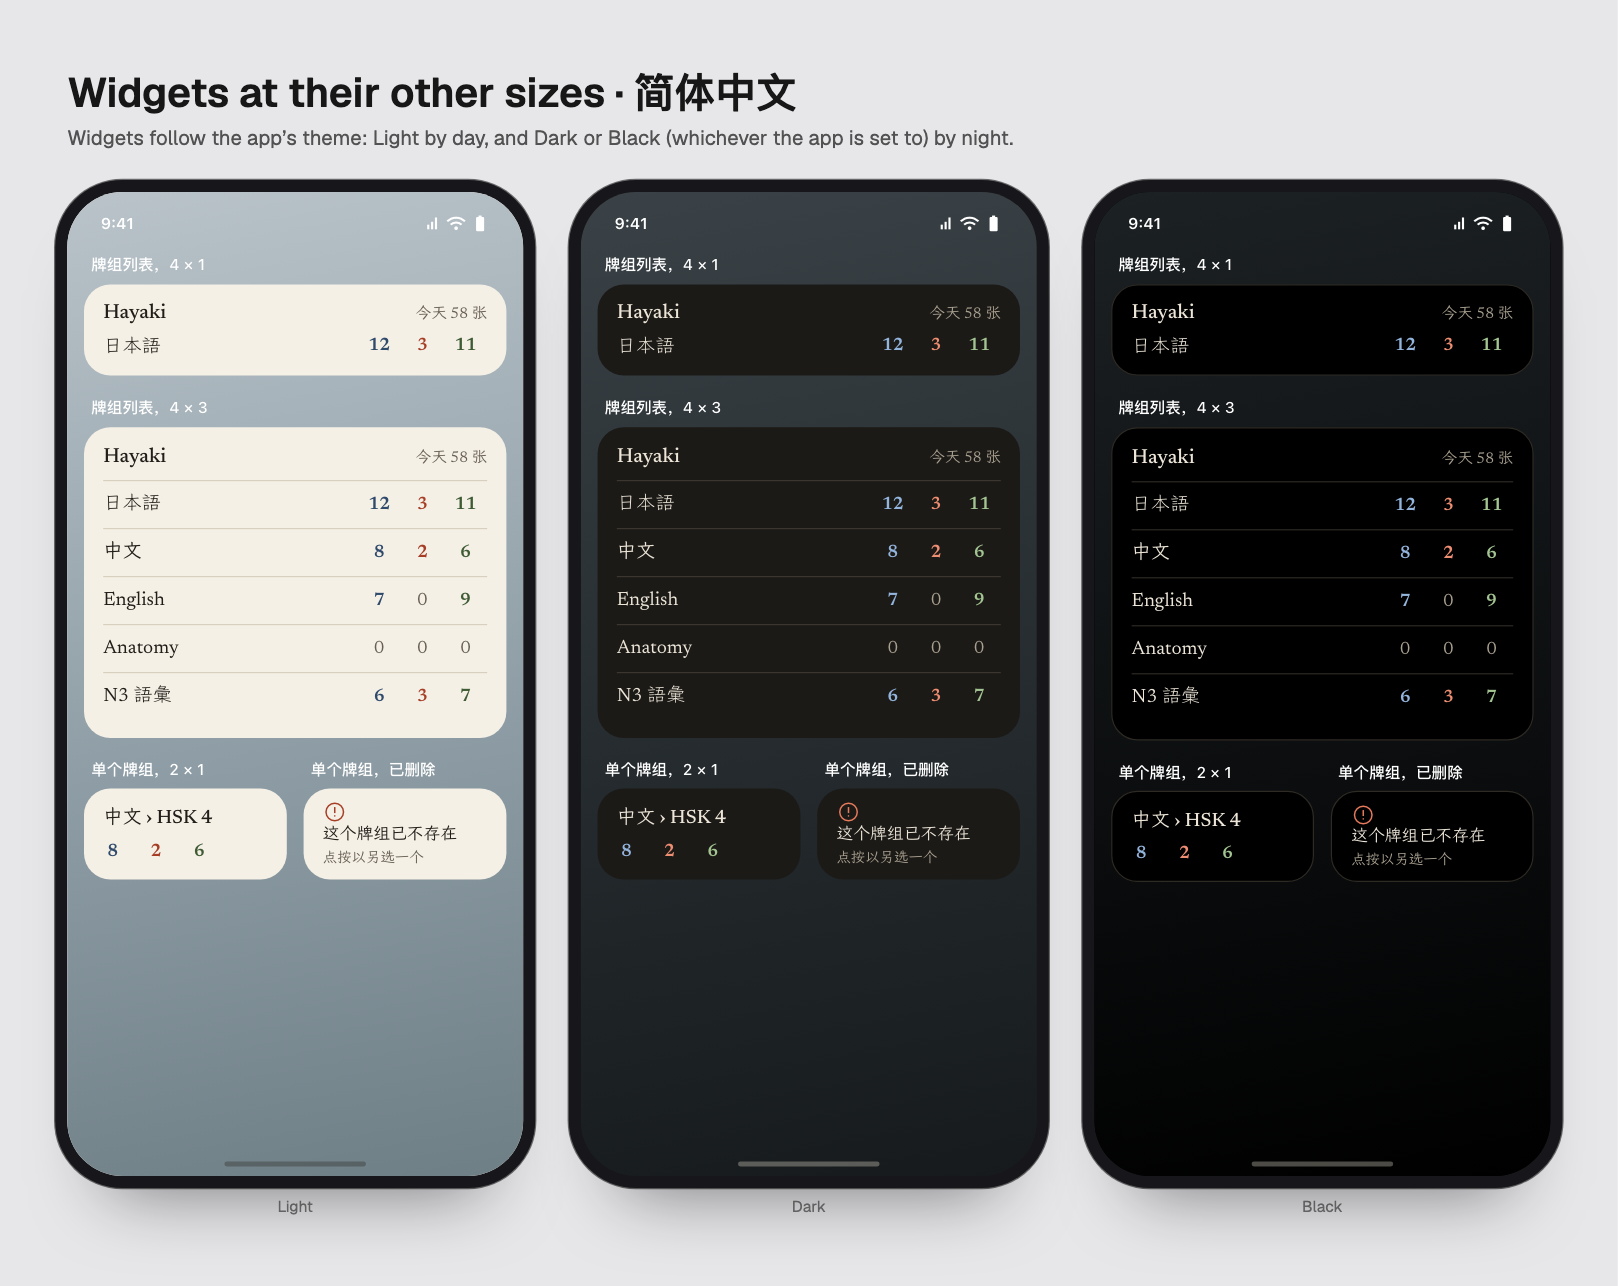 Widgets at their other sizes · 简体中文
Widgets follow the app’s theme: Light by day, and Dark or Black (whichever the app is set to) by night.
9:41
牌组列表，4 × 1
Hayaki 今天 58 张
日本語 12 3 11
牌组列表，4 × 3
Hayaki 今天 58 张
日本語 12 3 11
中文 8 2 6
English 7 0 9
Anatomy 0 0 0
N3 語彙 6 3 7
单个牌组，2 × 1
中文 › HSK 4
8 2 6
单个牌组，已删除
这个牌组已不存在
点按以另选一个
Light
9:41
牌组列表，4 × 1
Hayaki 今天 58 张
日本語 12 3 11
牌组列表，4 × 3
Hayaki 今天 58 张
日本語 12 3 11
中文 8 2 6
English 7 0 9
Anatomy 0 0 0
N3 語彙 6 3 7
单个牌组，2 × 1
中文 › HSK 4
8 2 6
单个牌组，已删除
这个牌组已不存在
点按以另选一个
Dark
9:41
牌组列表，4 × 1
Hayaki 今天 58 张
日本語 12 3 11
牌组列表，4 × 3
Hayaki 今天 58 张
日本語 12 3 11
中文 8 2 6
English 7 0 9
Anatomy 0 0 0
N3 語彙 6 3 7
单个牌组，2 × 1
中文 › HSK 4
8 2 6
单个牌组，已删除
这个牌组已不存在
点按以另选一个
Black